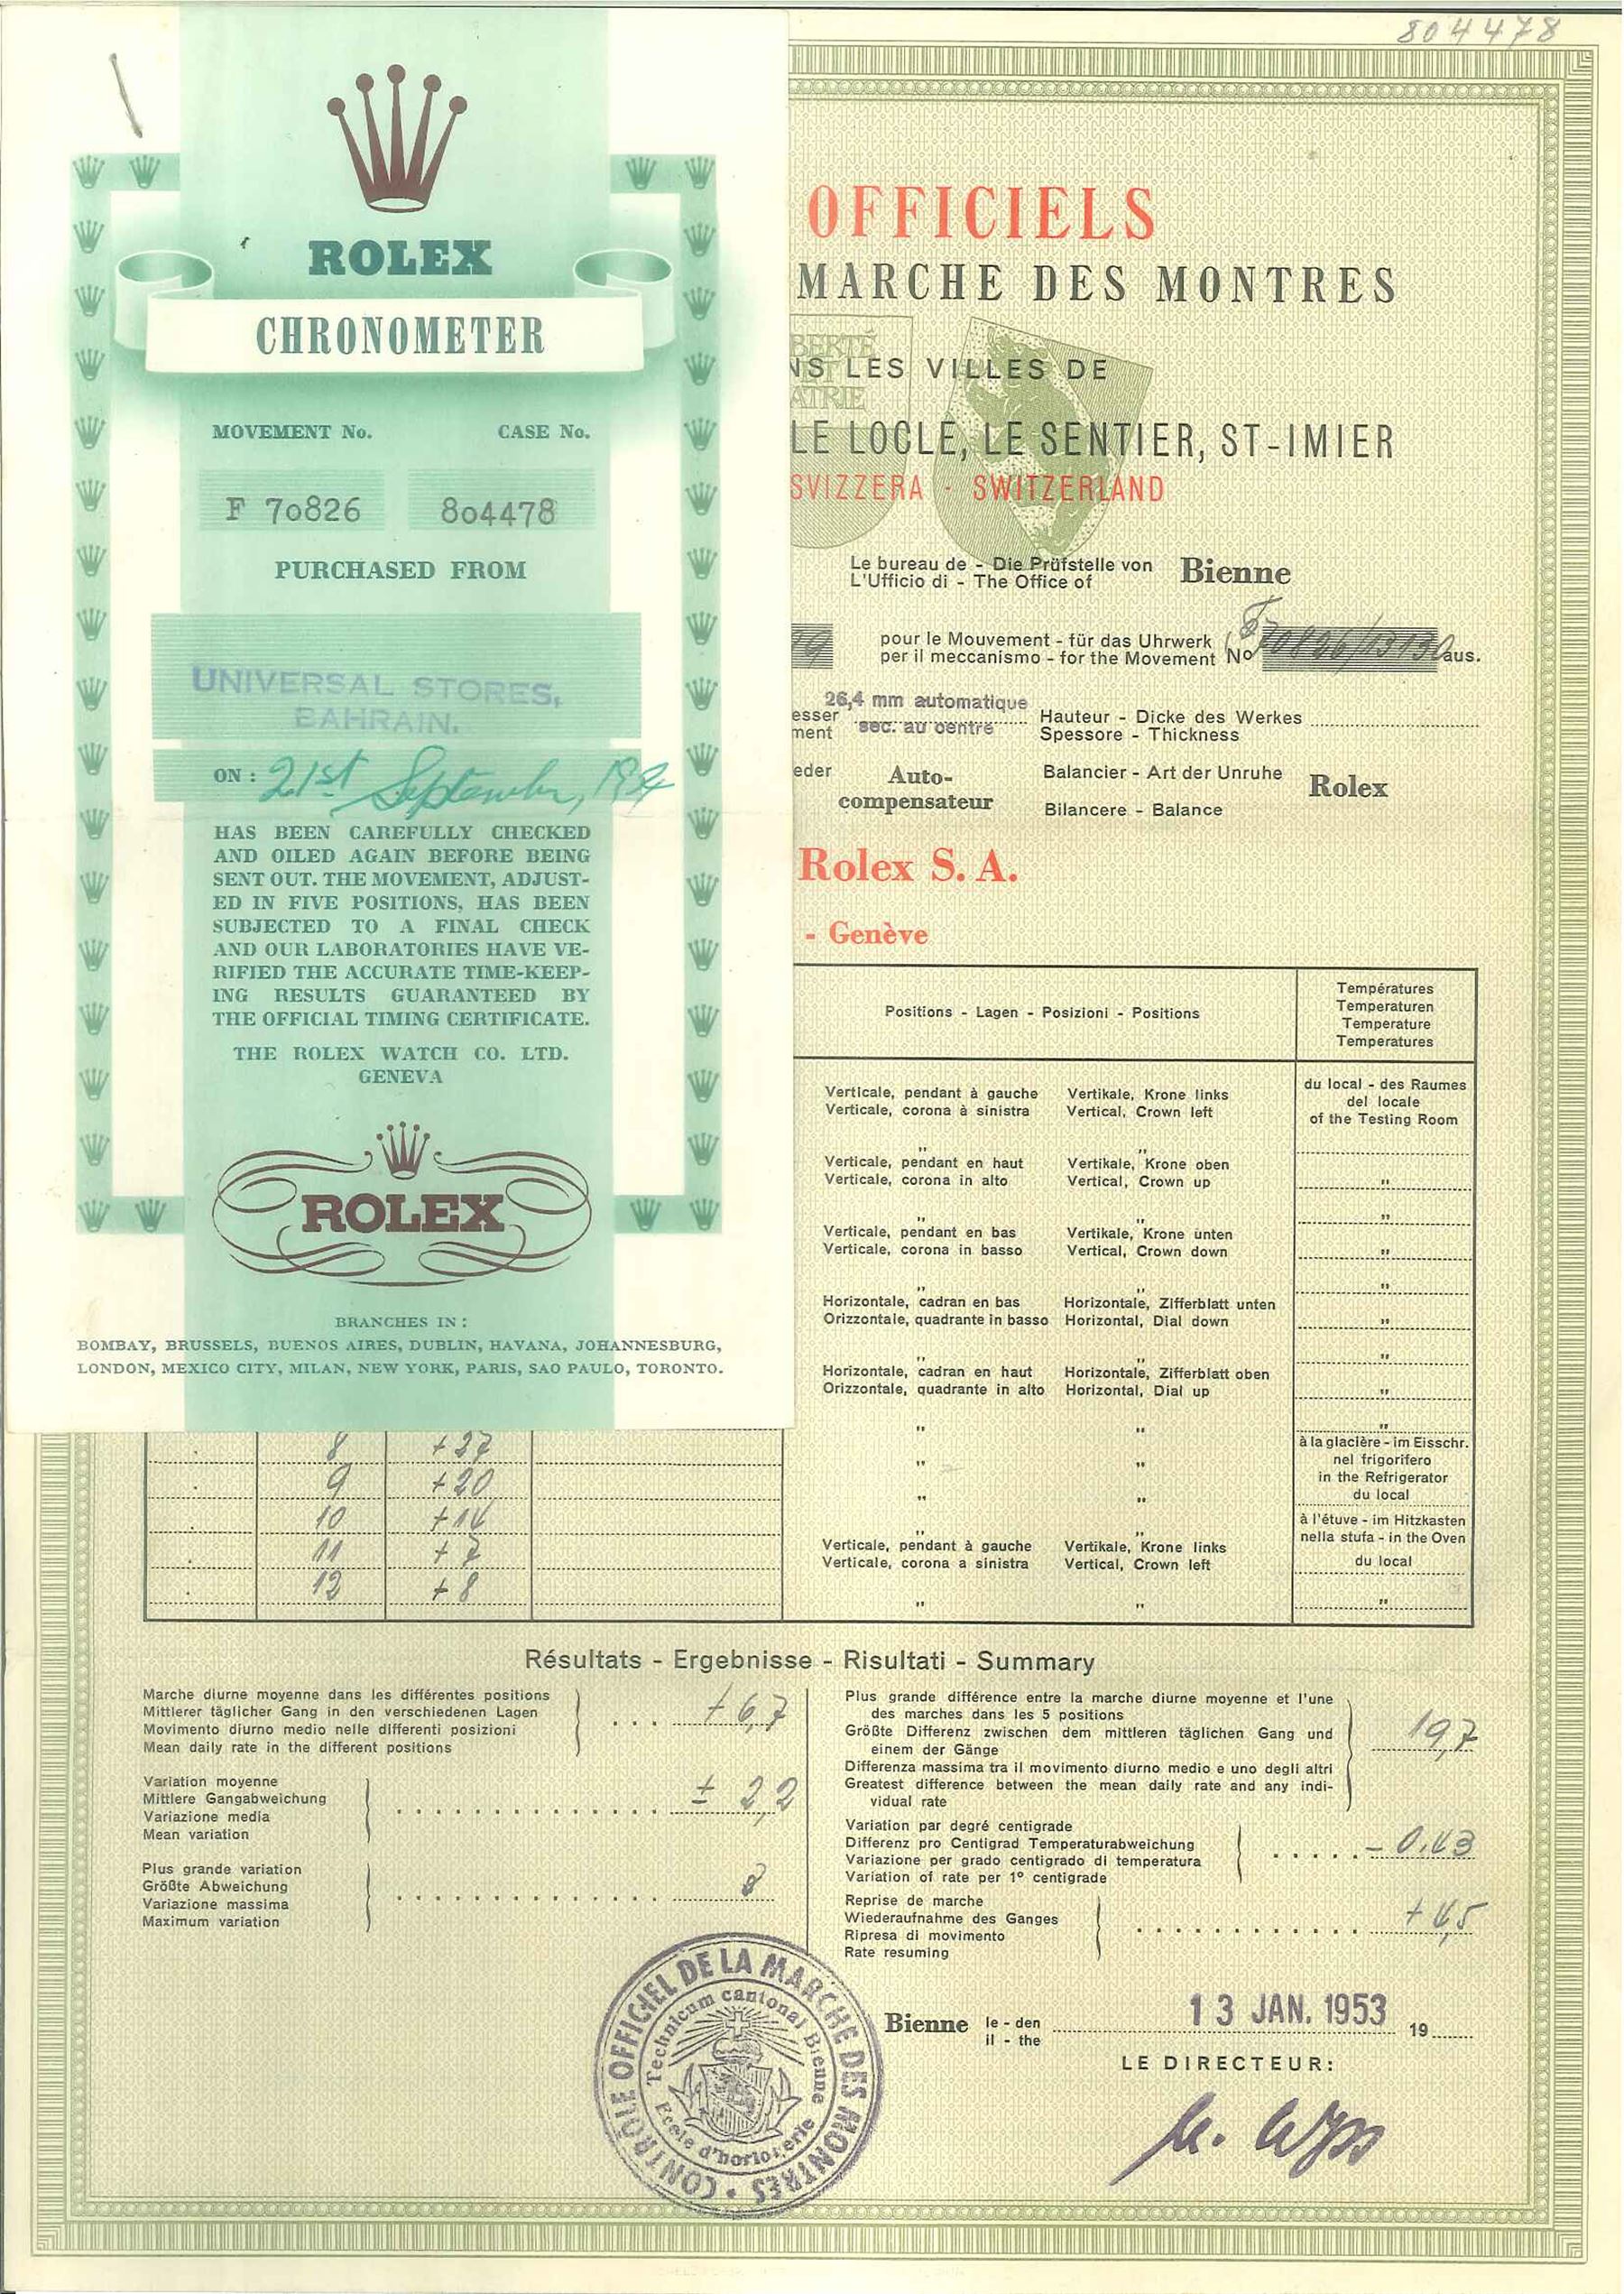 804478
ROLEX
CHRONOMETER
MOVEMENT No. CASE No.
F 70826 804478
PURCHASED FROM
UNIVERSAL STORES,
BAHRAIN.
ON: 21st September, 1954
HAS BEEN CAREFULLY CHECKED
AND OILED AGAIN BEFORE BEING
SENT OUT. THE MOVEMENT, ADJUST-
ED IN FIVE POSITIONS, HAS BEEN
SUBJECTED TO A FINAL CHECK
AND OUR LABORATORIES HAVE VE-
RIFIED THE ACCURATE TIME-KEEP-
ING RESULTS GUARANTEED BY
THE OFFICIAL TIMING CERTIFICATE.
THE ROLEX WATCH CO. LTD.
GENEVA
ROLEX
BRANCHES IN:
BOMBAY, BRUSSELS, BUENOS AIRES, DUBLIN, HAVANA, JOHANNESBURG,
LONDON, MEXICO CITY, MILAN, NEW YORK, PARIS, SAO PAULO, TORONTO.
OFFICIELS
MARCHE DES MONTRES
BERTÉ
ET
ATRIE
NS LES VILLES DE
LE LOCLE, LE SENTIER, ST-IMIER
SVIZZERA - SWITZERLAND
Le bureau de - Die Prüfstelle von Bienne
L'Ufficio di - The Office of
pour le Mouvement - für das Uhrwerk
per il meccanismo - for the Movement No F70826/13130 aus.
26,4 mm automatique
esser sec. au centre Hauteur - Dicke des Werkes
ment Spessore - Thickness
eder Auto- Balancier - Art der Unruhe Rolex
compensateur Bilancere - Balance
Rolex S. A.
- Genève
Positions - Lagen - Posizioni - Positions
Températures
Temperaturen
Temperature
Temperatures
Verticale, pendant à gauche Vertikale, Krone links
Verticale, corona à sinistra Vertical, Crown left
du local - des Raumes
del locale
of the Testing Room
" "
Verticale, pendant en haut Vertikale, Krone oben
Verticale, corona in alto Vertical, Crown up "
" " "
Verticale, pendant en bas Vertikale, Krone unten
Verticale, corona in basso Vertical, Crown down "
" " "
Horizontale, cadran en bas Horizontale, Zifferblatt unten
Orizzontale, quadrante in basso Horizontal, Dial down "
" " "
Horizontale, cadran en haut Horizontale, Zifferblatt oben
Orizzontale, quadrante in alto Horizontal, Dial up "
" " "
8 +27
9 +20
10 +14
11 +7
12 +8
" "
" "
à la glacière - im Eisschr.
nel frigorifero
in the Refrigerator
du local
à l'étuve - im Hitzkasten
nella stufa - in the Oven
du local
" "
Verticale, pendant à gauche Vertikale, Krone links
Verticale, corona a sinistra Vertical, Crown left
" " "
Résultats - Ergebnisse - Risultati - Summary
Marche diurne moyenne dans les différentes positions
Mittlerer täglicher Gang in den verschiedenen Lagen
Movimento diurno medio nelle differenti posizioni
Mean daily rate in the different positions
+ 6,7
Variation moyenne
Mittlere Gangabweichung
Variazione media
Mean variation
± 2,2
Plus grande variation
Größte Abweichung
Variazione massima
Maximum variation
8
Plus grande différence entre la marche diurne moyenne et l'une
des marches dans les 5 positions
Größte Differenz zwischen dem mittleren täglichen Gang und
einem der Gänge
Differenza massima tra il movimento diurno medio e uno degli altri
Greatest difference between the mean daily rate and any indi-
vidual rate
19,7
Variation par degré centigrade
Differenz pro Centigrad Temperaturabweichung
Variazione per grado centigrado di temperatura
Variation of rate per 1° centigrade
- 0,43
Reprise de marche
Wiederaufnahme des Ganges
Ripresa di movimento
Rate resuming
+ 4,5
CONTRÔLE OFFICIEL DE LA MARCHE DES MONTRES
Technicum cantonal Bienne
Ecole d'horlogerie
Bienne le - den
il - the
13 JAN. 1953 19
LE DIRECTEUR: